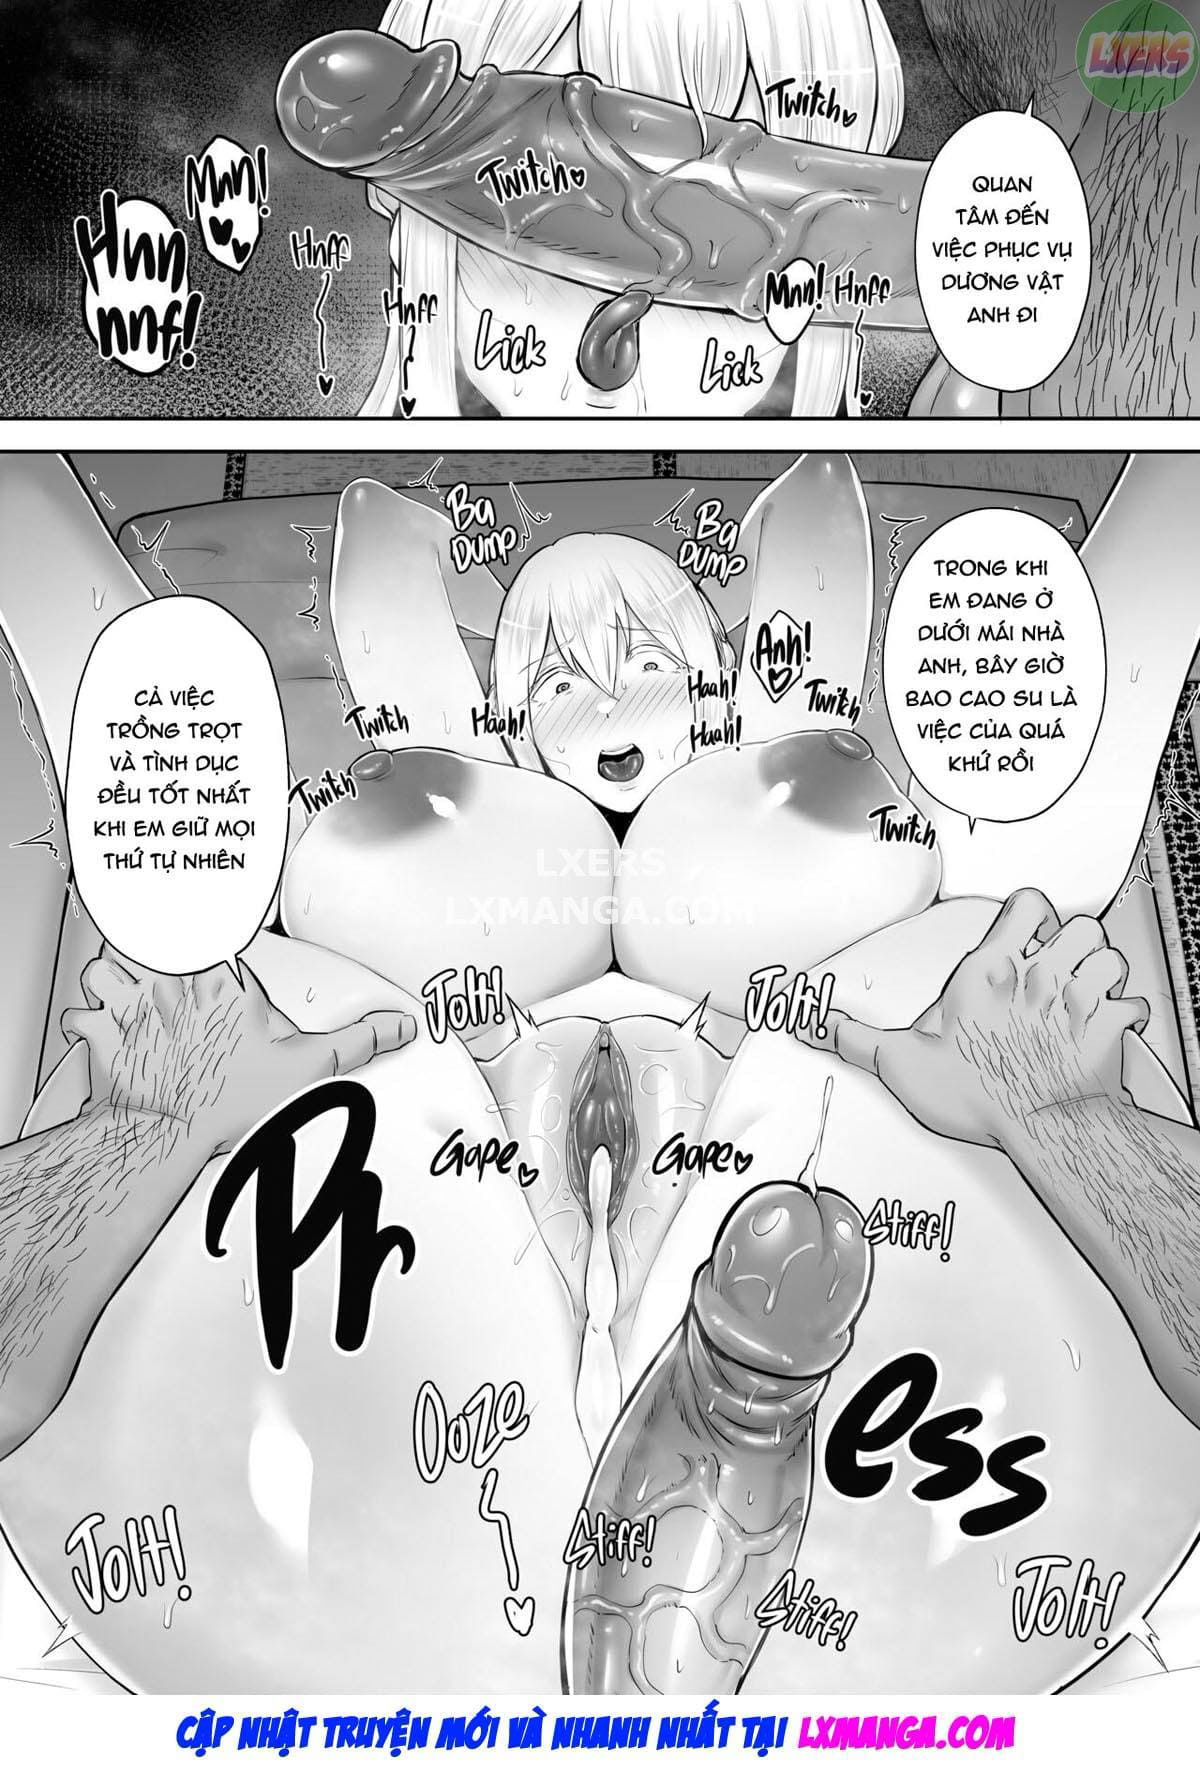 LXERS
Twitch
QUAN
TÂM ĐẾN
VIỆC PHỤC VỤ
DƯƠNG VẬT
ANH ĐI
Mnn!
Twitch
Hnn
nnf!
Hnff
Hnff
Mnn!
Hnff
Lick
Lick
BA
DUMP
BA
DUMP
TRONG KHI
EM ĐANG Ở
DƯỚI MÁI NHÀ
ANH, BÂY GIỜ
BAO CAO SU LÀ
VIỆC CỦA QUÁ
KHỨ RỒI
Anh!
Haah!
Haah!
Haah!
Twitch
Twitch
Twitch
Twitch
CẢ VIỆC
TRỒNG TRỌT
VÀ TÌNH DỤC
ĐỀU TỐT NHẤT
KHI EM GIỮ MỌI
THỨ TỰ NHIÊN
LXERS
LXMANGA.COM
Jolt!
Jolt!
Gape
Gape
Pr
ess
Stiff!
Ooze
Stiff!
Stiff!
Jolt!
Jolt!
CẬP NHẬT TRUYỆN MỚI VÀ NHANH NHẤT TẠI LXMANGA.COM